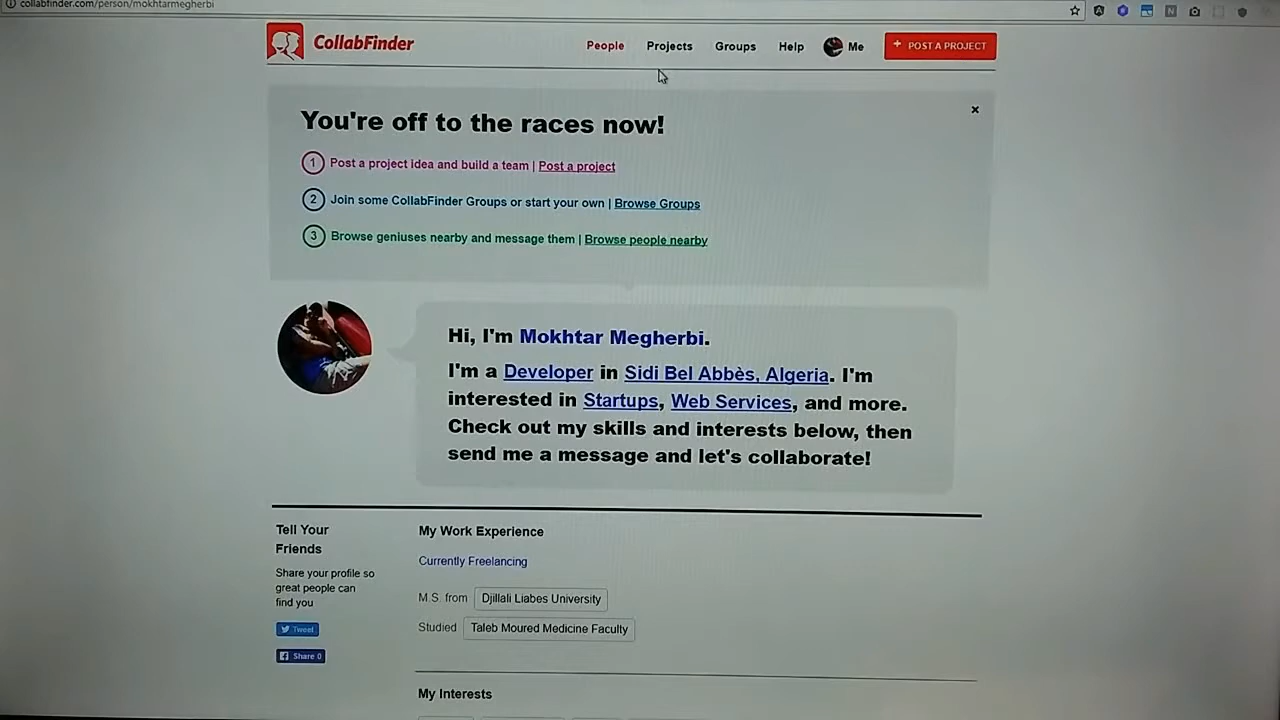 collabfinder.com/person/mokhtarmegherbi
CollabFinder
People Projects Groups Help Me + POST A PROJECT
You're off to the races now!
1 Post a project idea and build a team | Post a project
2 Join some CollabFinder Groups or start your own | Browse Groups
3 Browse geniuses nearby and message them | Browse people nearby
Hi, I'm Mokhtar Megherbi.
I'm a Developer in Sidi Bel Abbès, Algeria. I'm
interested in Startups, Web Services, and more.
Check out my skills and interests below, then
send me a message and let's collaborate!
Tell Your
Friends
Share your profile so
great people can
find you
Tweet
Share 0
My Work Experience
Currently Freelancing
M.S. from Djillali Liabes University
Studied Taleb Moured Medicine Faculty
My Interests